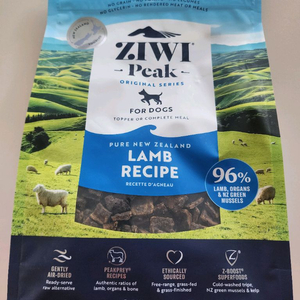 ZIWI
Peak
ORIGINAL SERIES
FOR DOGS
TOPPER OR COMPLETE MEAL
PURE NEW ZEALAND
LAMB
RECIPE
RECETTE D'AGNEAU
96%
LAMB, ORGANS
& NZ GREEN
MUSSELS
GENTLY
AIR-DRIED
Ready-serve
raw alternative
PEAKPREY®
RECIPES
Authentic ratios of
lamb, organs & bone
ETHICALLY
SOURCED
Free-range, grass-fed
& grass-finished
Z-BOOST®
SUPERFOODS
Cold-washed tripe,
NZ green mussels & kelp